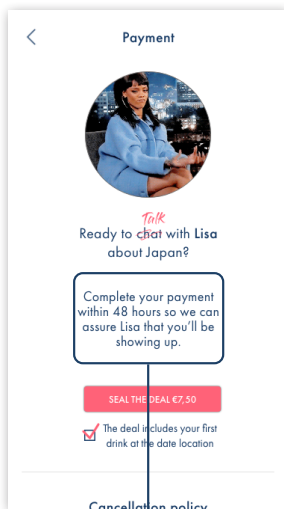 Payment
Talk
Ready to chat with Lisa
about Japan?
Complete your payment
within 48 hours so we can
assure Lisa that you'll be
showing up.
SEAL THE DEAL €7,50
The deal includes your first
drink at the date location
Cancellation policy